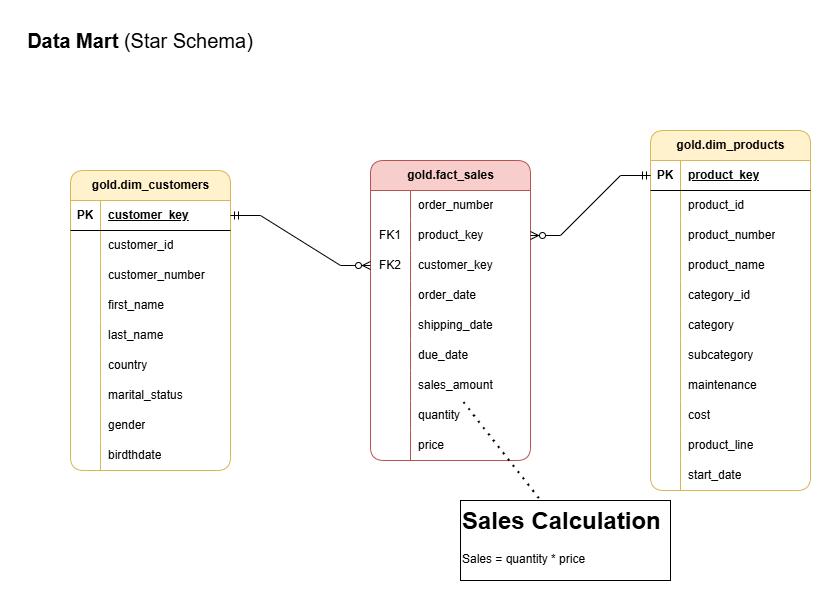 Data Mart (Star Schema)
gold.dim_customers
PK customer_key
customer_id
customer_number
first_name
last_name
country
marital_status
gender
birdthdate
gold.fact_sales
order_number
FK1 product_key
FK2 customer_key
order_date
shipping_date
due_date
sales_amount
quantity
price
gold.dim_products
PK product_key
product_id
product_number
product_name
category_id
category
subcategory
maintenance
cost
product_line
start_date
Sales Calculation
Sales = quantity * price